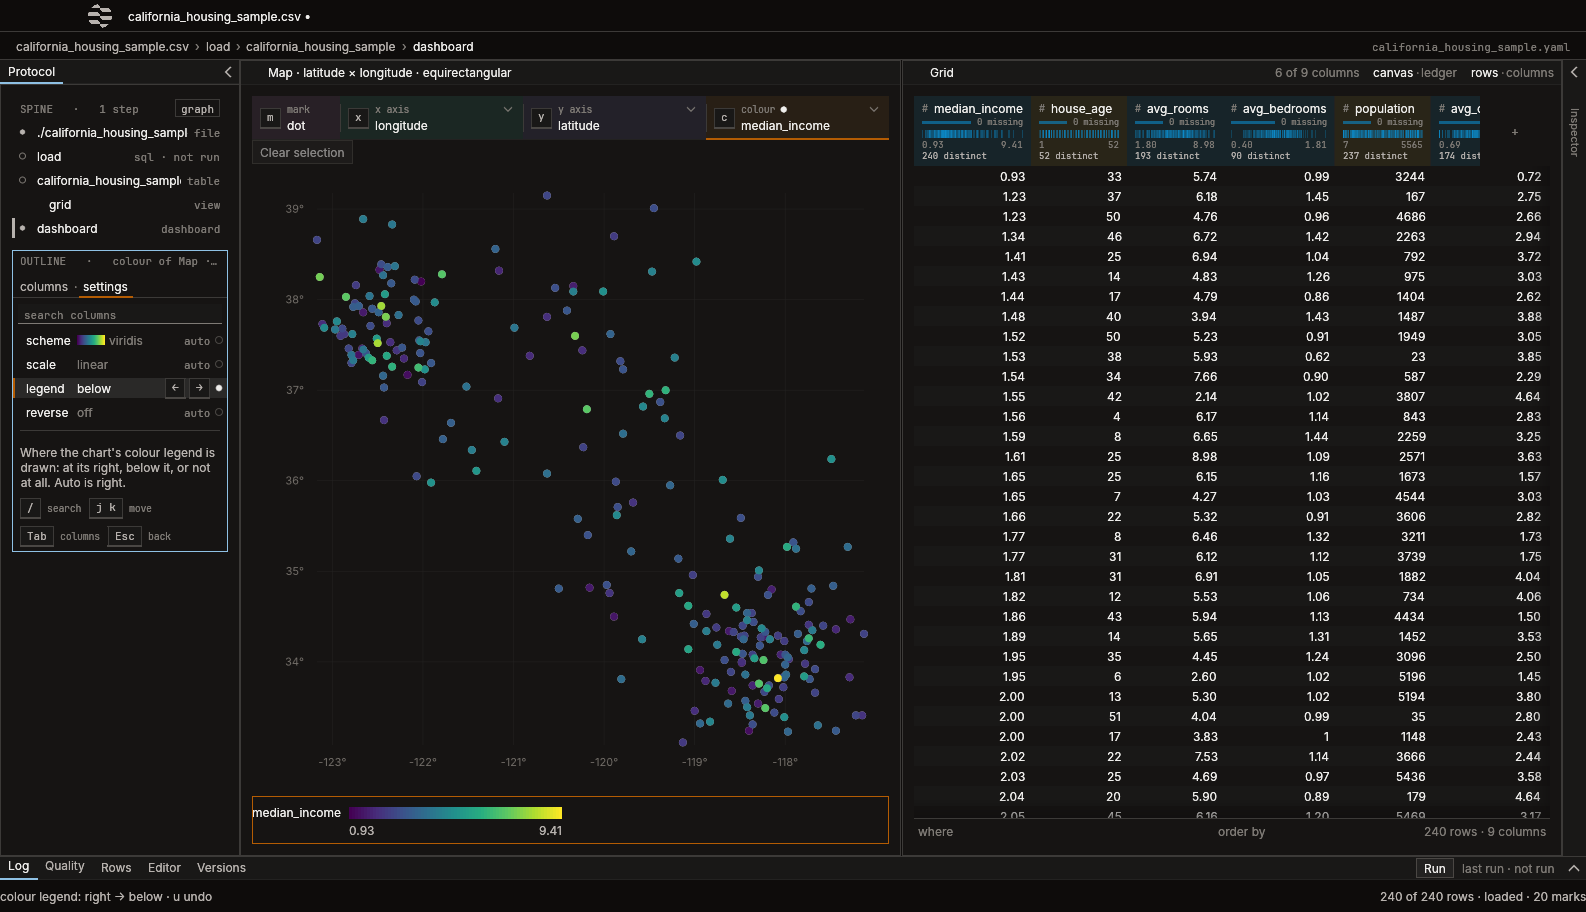 california_housing_sample.csv •
california_housing_sample.csv › load › california_housing_sample › dashboard
california_housing_sample.yaml
Protocol
SPINE · 1 step graph
./california_housing_sampl file
load sql · not run
california_housing_sampl table
grid view
dashboard dashboard
OUTLINE · colour of Map ·…
columns · settings
search columns
scheme viridis auto
scale linear auto
legend below ← →
reverse off auto
Where the chart's colour legend is
drawn: at its right, below it, or not
at all. Auto is right.
/ search j k move
Tab columns Esc back
Map · latitude × longitude · equirectangular
m mark dot
x x axis longitude
y y axis latitude
c colour median_income
Clear selection
39°
38°
37°
36°
35°
34°
-123° -122° -121° -120° -119° -118°
median_income
0.93 9.41
Grid
6 of 9 columns canvas · ledger rows · columns
# median_income # house_age # avg_rooms # avg_bedrooms # population # avg_c
0 missing 0 missing 0 missing 0 missing 0 missing
0.93 9.41 1 52 1.80 8.98 0.40 1.81 7 5565 0.69
240 distinct 52 distinct 193 distinct 90 distinct 237 distinct 174 dist
+
0.93 33 5.74 0.99 3244 0.72
1.23 37 6.18 1.45 167 2.75
1.23 50 4.76 0.96 4686 2.66
1.34 46 6.72 1.42 2263 2.94
1.41 25 6.94 1.04 792 3.72
1.43 14 4.83 1.26 975 3.03
1.44 17 4.79 0.86 1404 2.62
1.48 40 3.94 1.43 1487 3.88
1.52 50 5.23 0.91 1949 3.05
1.53 38 5.93 0.62 23 3.85
1.54 34 7.66 0.90 587 2.29
1.55 42 2.14 1.02 3807 4.64
1.56 4 6.17 1.14 843 2.83
1.59 8 6.65 1.44 2259 3.25
1.61 25 8.98 1.09 2571 3.63
1.65 25 6.15 1.16 1673 1.57
1.65 7 4.27 1.03 4544 3.03
1.66 22 5.32 0.91 3606 2.82
1.77 8 6.46 1.32 3211 1.73
1.77 31 6.12 1.12 3739 1.75
1.81 31 6.91 1.05 1882 4.04
1.82 12 5.53 1.06 734 4.06
1.86 43 5.94 1.13 4434 1.50
1.89 14 5.65 1.31 1452 3.53
1.95 35 4.45 1.24 3096 2.50
1.95 6 2.60 1.02 5196 1.45
2.00 13 5.30 1.02 5194 3.80
2.00 51 4.04 0.99 35 2.80
2.00 17 3.83 1 1148 2.43
2.02 22 7.53 1.14 3666 2.44
2.03 25 4.69 0.97 5436 3.58
2.04 20 5.90 0.89 179 4.64
2.05 45 6.16 1.20 5469 3.17
where order by 240 rows · 9 columns
Inspector
Log Quality Rows Editor Versions
Run last run · not run
colour legend: right → below · u undo
240 of 240 rows · loaded · 20 marks